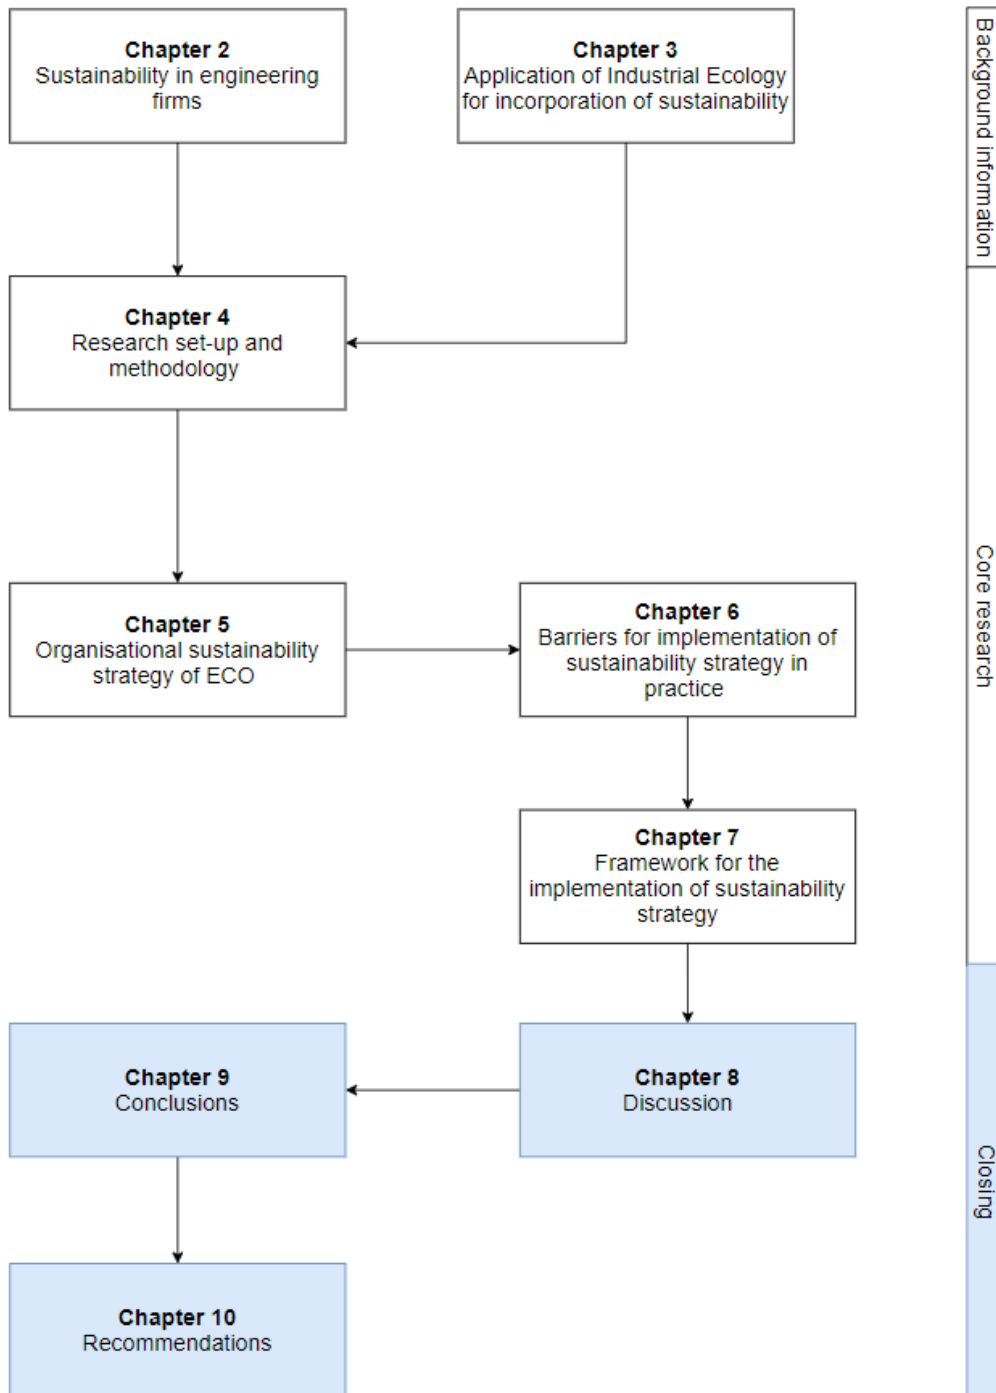 Chapter 2
Sustainability in engineering
firms
Chapter 3
Application of Industrial Ecology
for incorporation of sustainability
Background information
Chapter 4
Research set-up and
methodology
Chapter 5
Organisational sustainability
strategy of ECO
Chapter 6
Barriers for implementation of
sustainability strategy in
practice
Core research
Chapter 7
Framework for the
implementation of sustainability
strategy
Chapter 9
Conclusions
Chapter 8
Discussion
Closing
Chapter 10
Recommendations